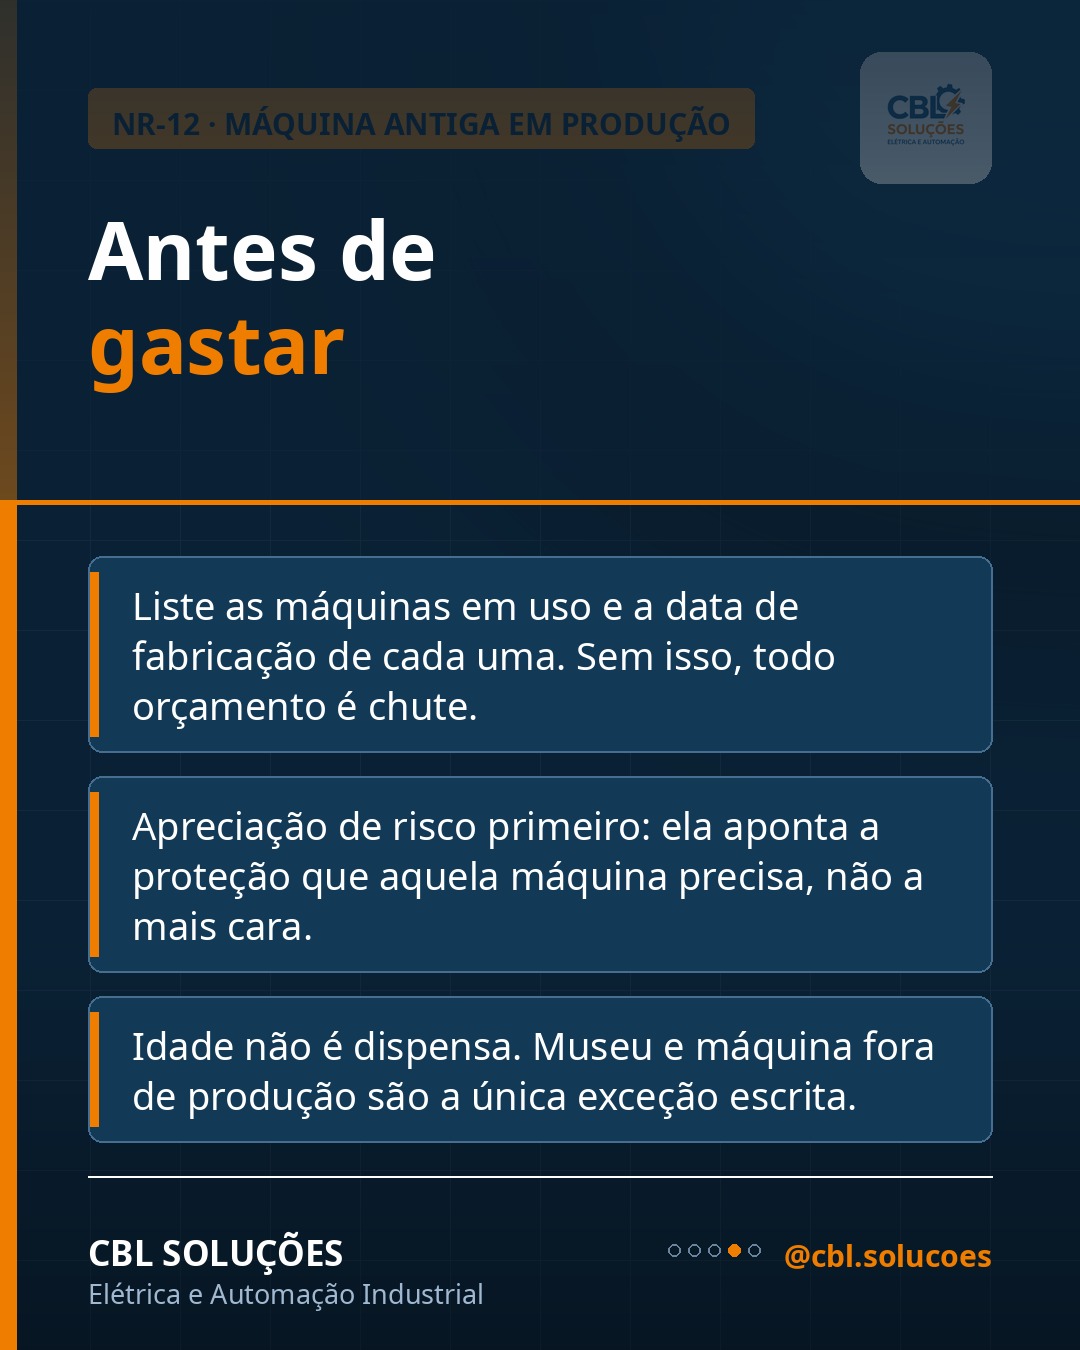 NR-12 · MÁQUINA ANTIGA EM PRODUÇÃO
CBL
SOLUÇÕES
ELÉTRICA E AUTOMAÇÃO
Antes de
gastar
Liste as máquinas em uso e a data de
fabricação de cada uma. Sem isso, todo
orçamento é chute.
Apreciação de risco primeiro: ela aponta a
proteção que aquela máquina precisa, não a
mais cara.
Idade não é dispensa. Museu e máquina fora
de produção são a única exceção escrita.
CBL SOLUÇÕES
Elétrica e Automação Industrial
@cbl.solucoes